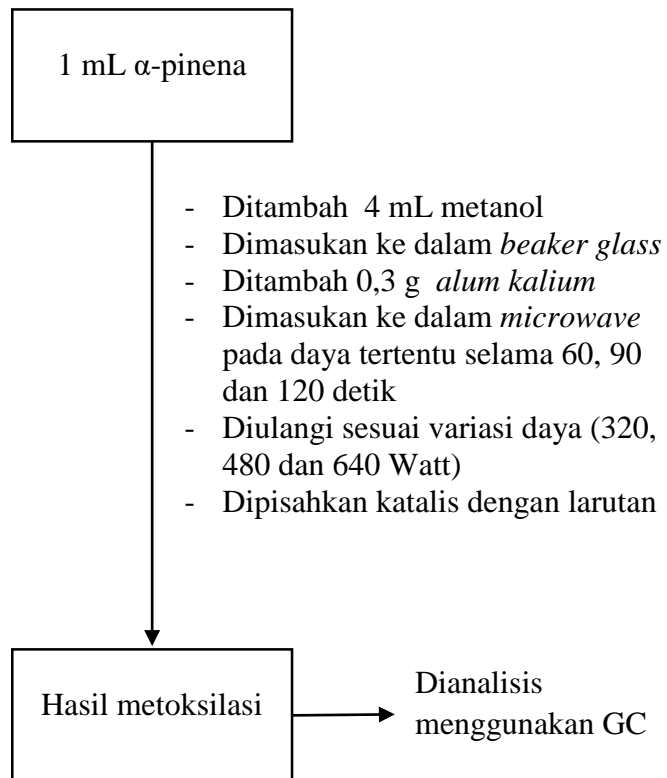 1 mL α-pinena
- Ditambah 4 mL metanol
- Dimasukan ke dalam beaker glass
- Ditambah 0,3 g alum kalium
- Dimasukan ke dalam microwave
pada daya tertentu selama 60, 90
dan 120 detik
- Diulangi sesuai variasi daya (320,
480 dan 640 Watt)
- Dipisahkan katalis dengan larutan
Hasil metoksilasi
Dianalisis
menggunakan GC